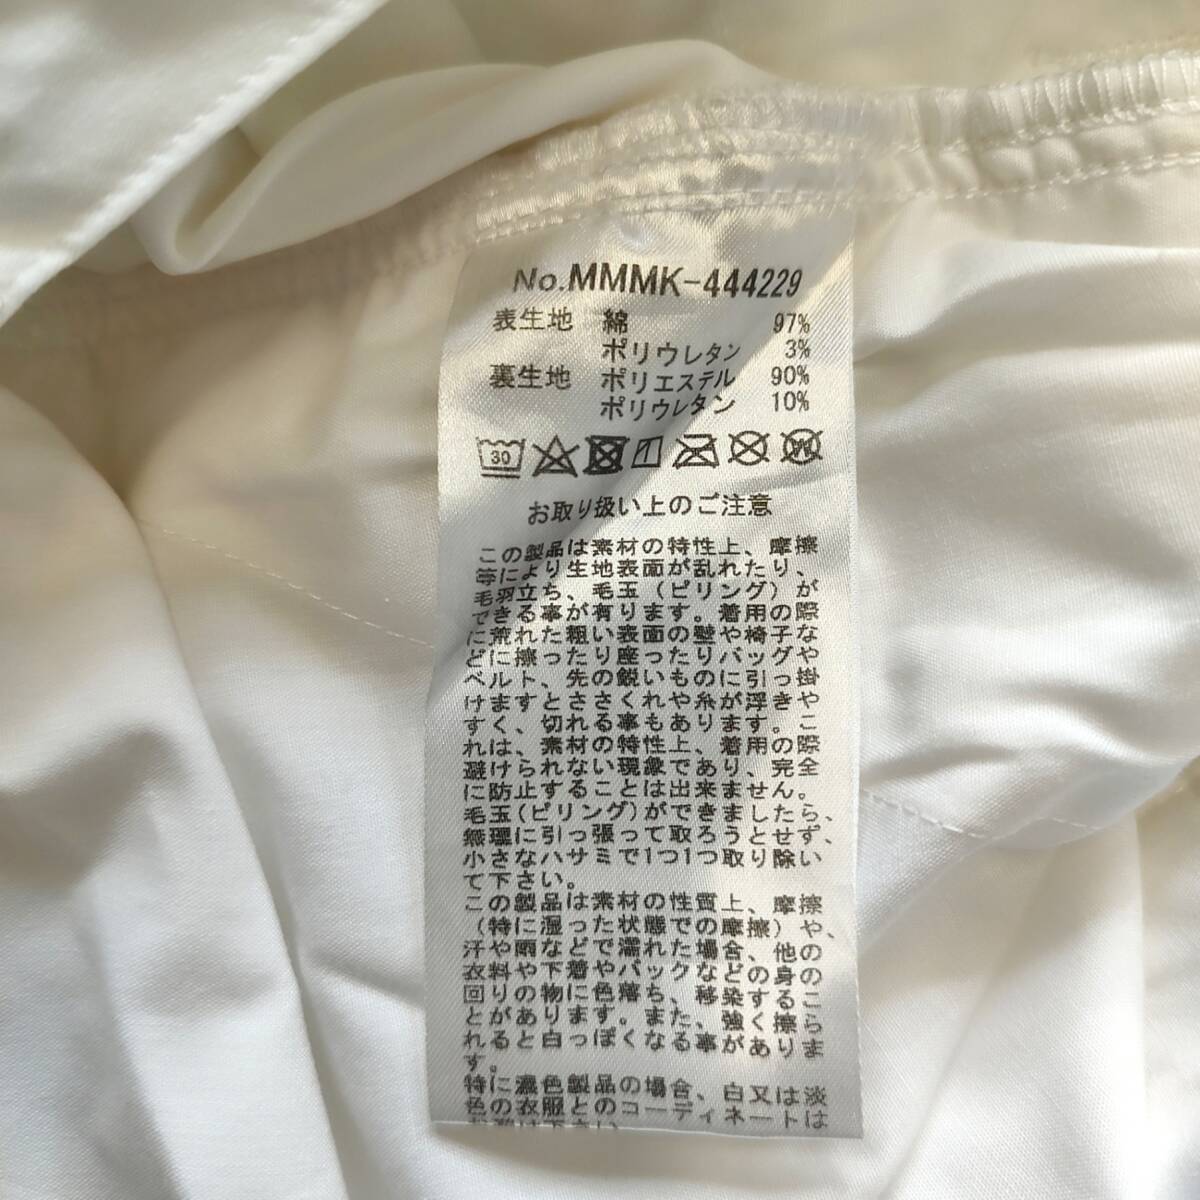 No.MMMK-444229
表生地 綿 97%
ポリウレタン 3%
裏生地 ポリエステル 90%
ポリウレタン 10%
30
W
お取り扱い上のご注意
この製品は素材の特性上、摩擦
等により生地表面が乱れたり、
毛羽立ち、毛玉（ピリング）が
できる事が有ります。着用の際
に荒れた粗い表面の壁や椅子な
どに擦ったり座ったりバッグや
ベルト、先の鋭いものに引っ掛
けますとささくれや糸が浮きや
すく、切れる事もあります。こ
れは、素材の特性上、着用の際
避けられない現象であり、完全
に防止することは出来ません。
毛玉(ピリング)ができましたら、
無理に引っ張って取ろうとせず、
小さなハサミで1つ1つ取り除い
て下さい。
この製品は素材の性質上、摩擦
（特に湿った状態での摩擦）や、
汗や雨などで濡れた場合、他の
衣料や下着やバックなどの身の
回りの物に色落ち、移染するこ
とがあります。また、強く擦ら
れると白っぽくなる事がありま
す。
特に濃色製品の場合、白又は淡
色の衣服とのコーディネートは